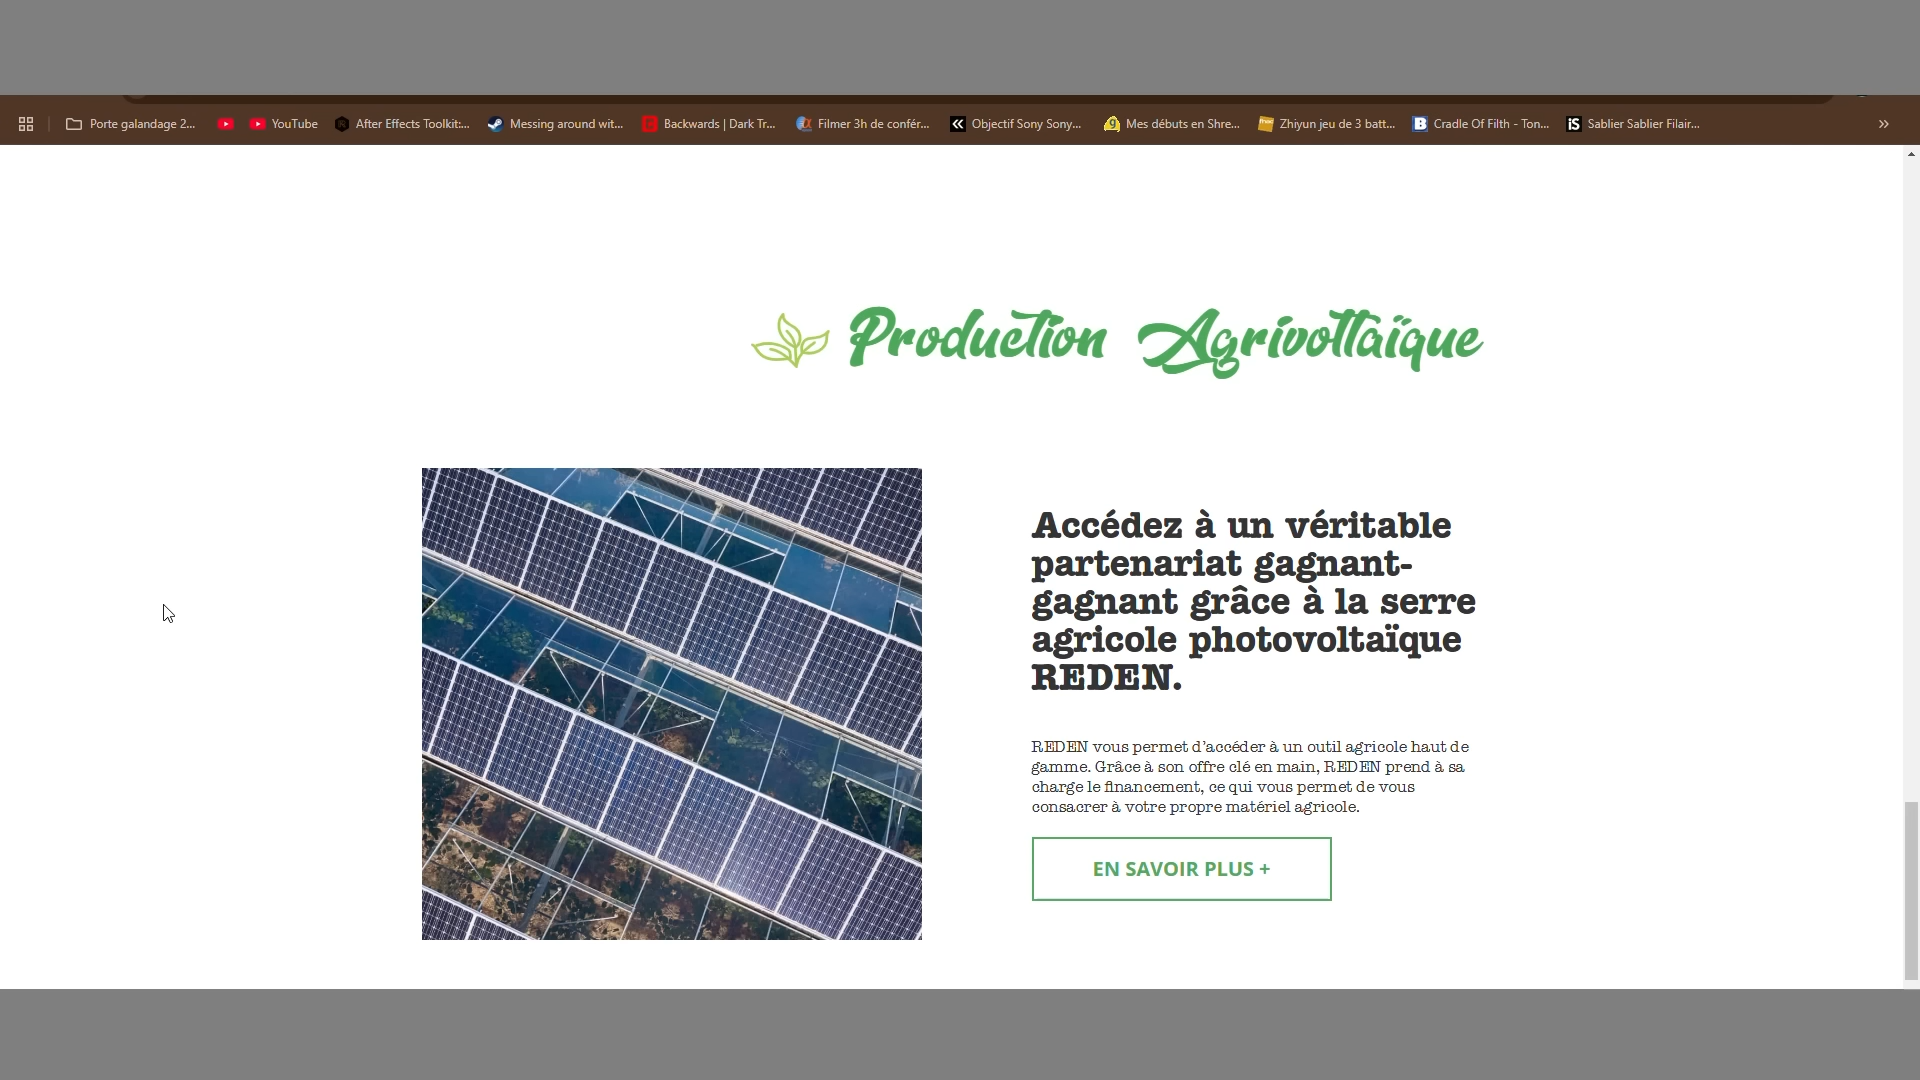 Porte galandage 2...
YouTube
After Effects Toolkit:...
Messing around wit...
Backwards | Dark Tr...
Filmer 3h de confér...
Objectif Sony Sony...
Mes débuts en Shre...
Zhiyun jeu de 3 batt...
Cradle Of Filth - Ton...
Sablier Sablier Filair...
Production Agrivoltaïque
Accédez à un véritable
partenariat gagnant-
gagnant grâce à la serre
agricole photovoltaïque
REDEN.
REDEN vous permet d'accéder à un outil agricole haut de
gamme. Grâce à son offre clé en main, REDEN prend à sa
charge le financement, ce qui vous permet de vous
consacrer à votre propre matériel agricole.
EN SAVOIR PLUS +